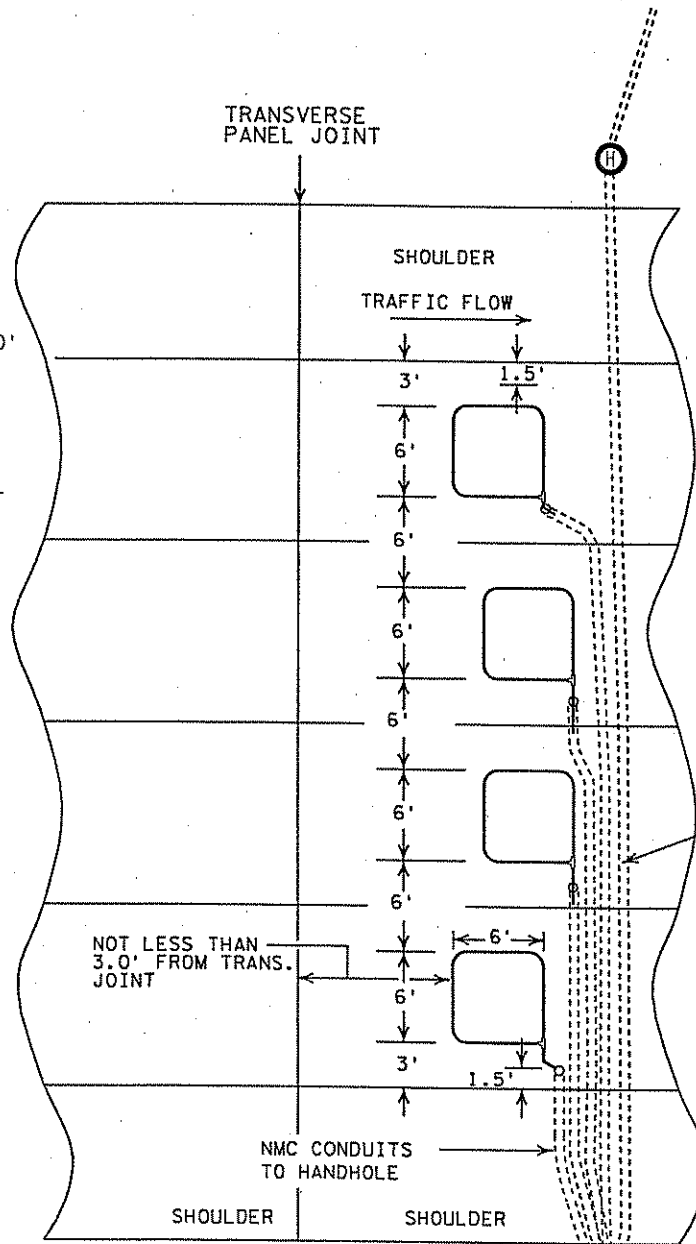 TRANSVERSE
PANEL JOINT
H
SHOULDER
TRAFFIC FLOW
0'
3'
1.5'
6'
6'
6'
6'
6'
6'
NOT LESS THAN
3.0' FROM TRANS.
JOINT
6'
6'
3'
1.5'
NMC CONDUITS
TO HANDHOLE
SHOULDER
SHOULDER